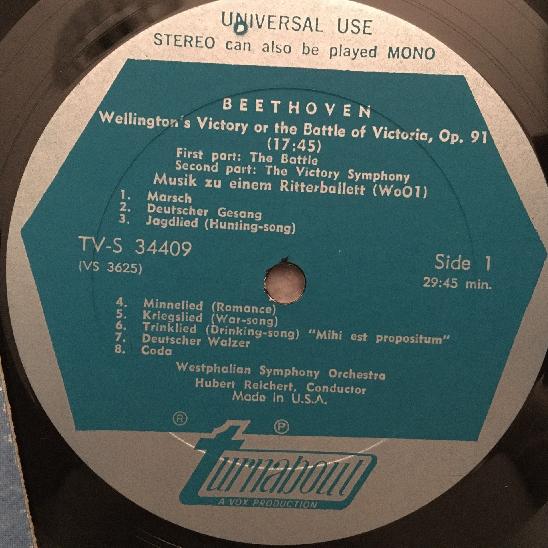 UNIVERSAL USE
STEREO can also be played MONO
BEETHOVEN
Wellington's Victory or the Battle of Victoria, Op. 91
(17:45)
First part: The Battle
Second part: The Victory Symphony
Musik zu einem Ritterballett (WoO1)
1. Marsch
2. Deutscher Gesang
3. Jagdlied (Hunting-song)
TV-S 34409
(VS 3625)
Side 1
29:45 min.
4. Minnelied (Romance)
5. Kriegslied (War-song)
6. Trinklied (Drinking-song) "Mihi est propositum"
7. Deutscher Walzer
8. Coda
Westphalian Symphony Orchestra
Hubert Reichert, Conductor
Made in U.S.A.
® ℗
turnabout
A VOX PRODUCTION